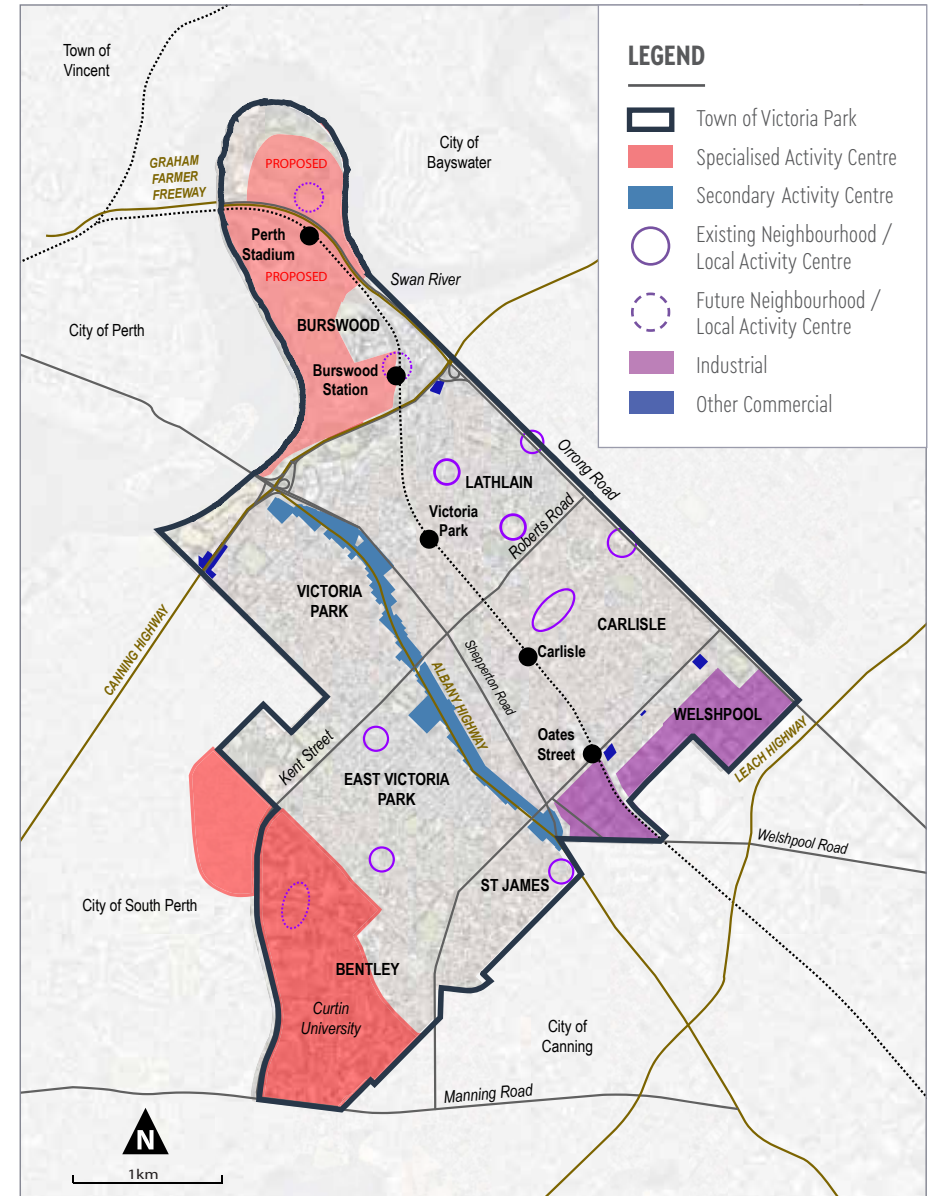 Town of
Vincent
GRAHAM
FARMER
FREEWAY
PROPOSED
City of
Bayswater
Perth
Stadium
PROPOSED
Swan River
City of Perth
BURSWOOD
Burswood
Station
LEGEND
Town of Victoria Park
Specialised Activity Centre
Secondary Activity Centre
Existing Neighbourhood /
Local Activity Centre
Future Neighbourhood /
Local Activity Centre
Industrial
Other Commercial
Orrong Road
LATHLAIN
Victoria
Park
Roberts Road
VICTORIA
PARK
CANNING HIGHWAY
CARLISLE
Carlisle
Shepperton Road
ALBANY HIGHWAY
WELSHPOOL
Oates
Street
LEACH HIGHWAY
Kent Street
EAST VICTORIA
PARK
Welshpool Road
ST JAMES
City of South Perth
BENTLEY
Curtin
University
City of
Canning
Manning Road
N
1km